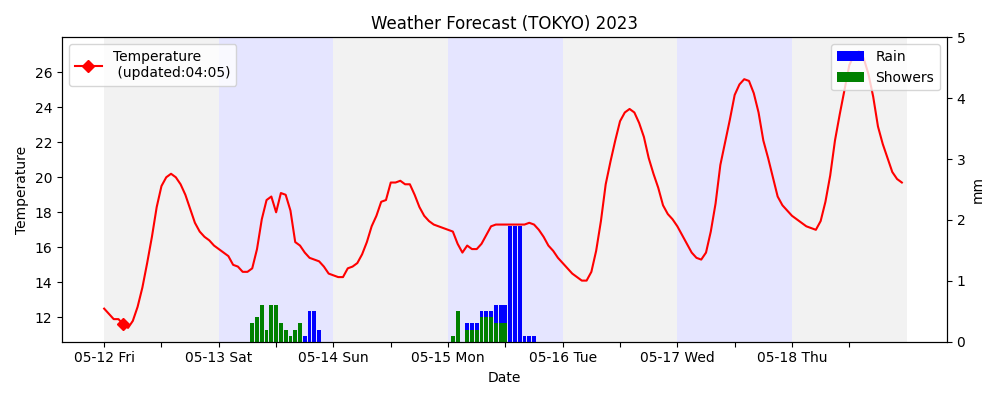 Weather Forecast (TOKYO) 2023
Temperature
(updated:04:05)
Rain
Showers
26
24
22
20
18
16
14
12
Temperature
5
4
3
2
1
0
mm
05-12 Fri
05-13 Sat
05-14 Sun
05-15 Mon
05-16 Tue
05-17 Wed
05-18 Thu
Date